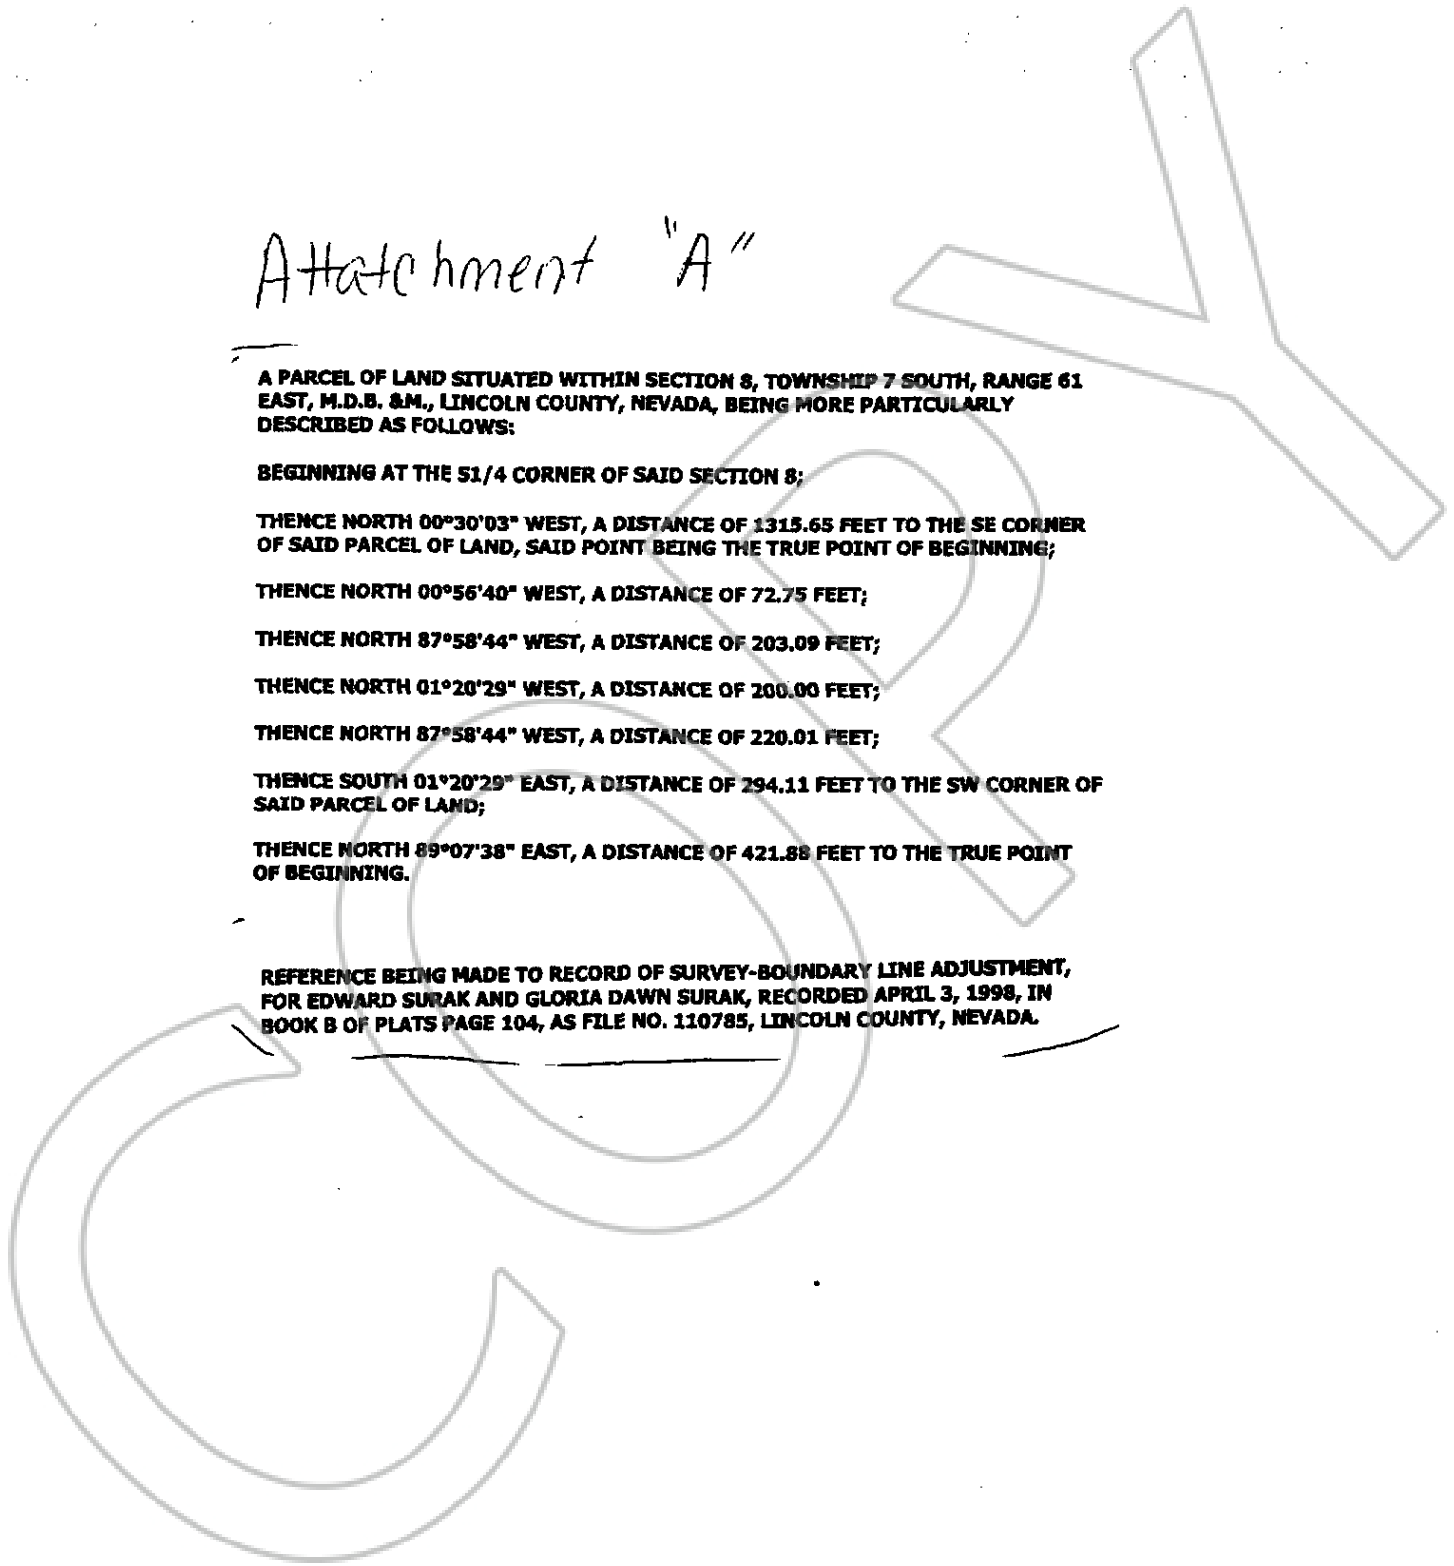 Attatchment "A"
A PARCEL OF LAND SITUATED WITHIN SECTION 8, TOWNSHIP 7 SOUTH, RANGE 61
EAST, M.D.B. &M., LINCOLN COUNTY, NEVADA, BEING MORE PARTICULARLY
DESCRIBED AS FOLLOWS:
BEGINNING AT THE S1/4 CORNER OF SAID SECTION 8;
THENCE NORTH 00°30'03" WEST, A DISTANCE OF 1315.65 FEET TO THE SE CORNER
OF SAID PARCEL OF LAND, SAID POINT BEING THE TRUE POINT OF BEGINNING;
THENCE NORTH 00°56'40" WEST, A DISTANCE OF 72.75 FEET;
THENCE NORTH 87°58'44" WEST, A DISTANCE OF 203.09 FEET;
THENCE NORTH 01°20'29" WEST, A DISTANCE OF 200.00 FEET;
THENCE NORTH 87°58'44" WEST, A DISTANCE OF 220.01 FEET;
THENCE SOUTH 01°20'29" EAST, A DISTANCE OF 294.11 FEET TO THE SW CORNER OF
SAID PARCEL OF LAND;
THENCE NORTH 89°07'38" EAST, A DISTANCE OF 421.88 FEET TO THE TRUE POINT
OF BEGINNING.
REFERENCE BEING MADE TO RECORD OF SURVEY-BOUNDARY LINE ADJUSTMENT,
FOR EDWARD SURAK AND GLORIA DAWN SURAK, RECORDED APRIL 3, 1998, IN
BOOK B OF PLATS PAGE 104, AS FILE NO. 110785, LINCOLN COUNTY, NEVADA.
COPY